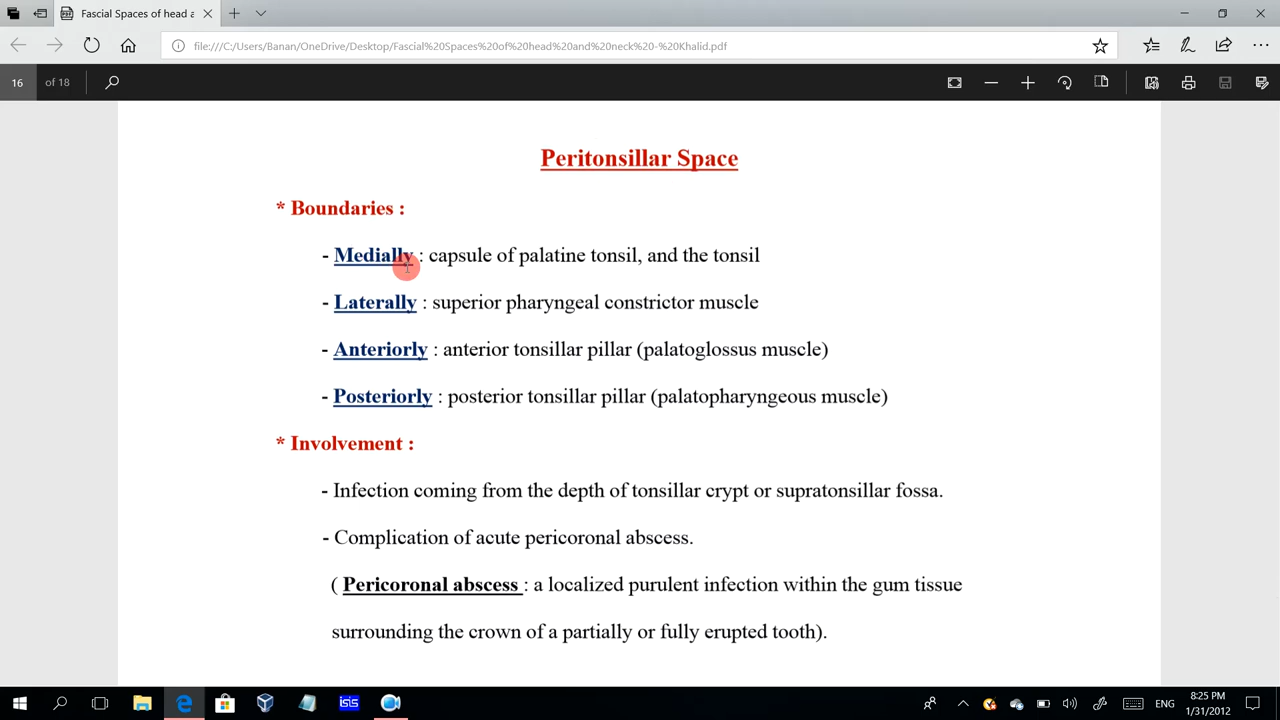 Fascial Spaces of head a
file:///C:/Users/Banan/OneDrive/Desktop/Fascial%20Spaces%20of%20head%20and%20neck%20-%20Khalid.pdf
16 of 18
Peritonsillar Space
* Boundaries :
- Medially : capsule of palatine tonsil, and the tonsil
- Laterally : superior pharyngeal constrictor muscle
- Anteriorly : anterior tonsillar pillar (palatoglossus muscle)
- Posteriorly : posterior tonsillar pillar (palatopharyngeous muscle)
* Involvement :
- Infection coming from the depth of tonsillar crypt or supratonsillar fossa.
- Complication of acute pericoronal abscess.
( Pericoronal abscess : a localized purulent infection within the gum tissue
surrounding the crown of a partially or fully erupted tooth).
isis
ENG
8:25 PM
1/31/2012